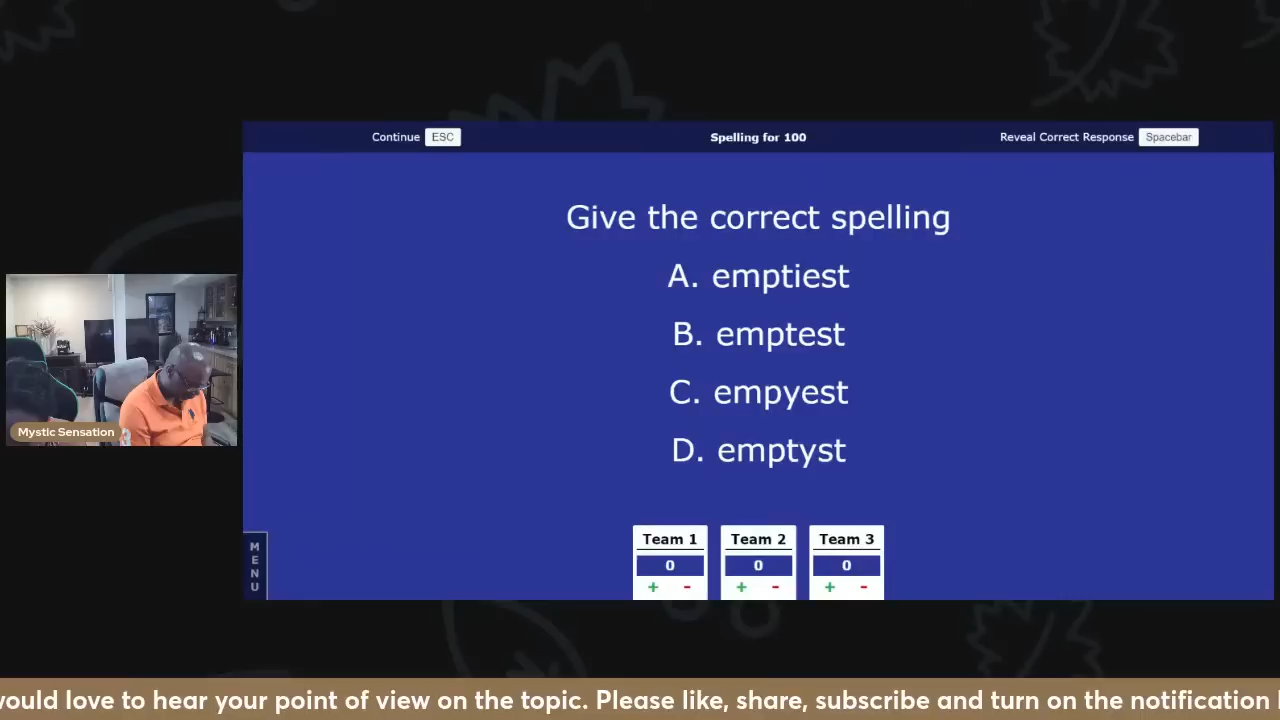 Continue ESC
Spelling for 100
Reveal Correct Response Spacebar
Give the correct spelling
A. emptiest
B. emptest
C. empyest
D. emptyst
Mystic Sensation
MENU
Team 1
0
+ -
Team 2
0
+ -
Team 3
0
+ -
would love to hear your point of view on the topic. Please like, share, subscribe and turn on the notification